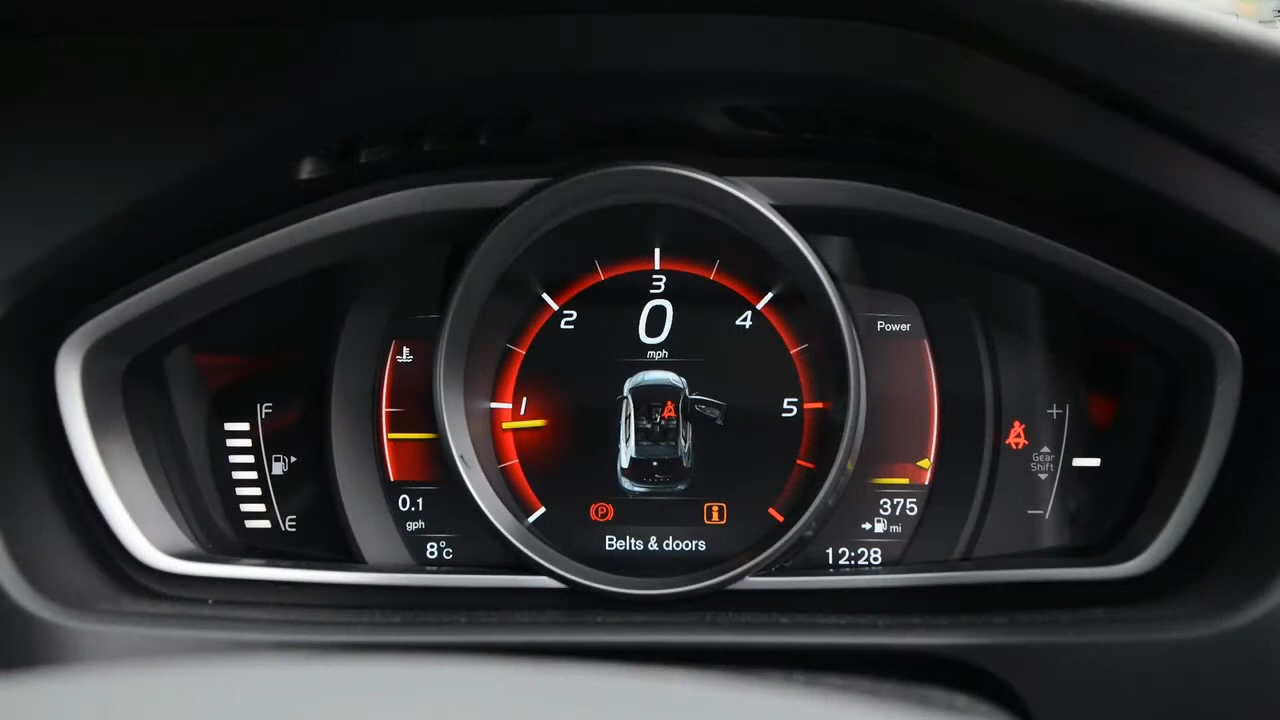 F
E
0.1
gph
8°c
1
2
3
4
5
0
mph
P
i
Belts & doors
Power
375
mi
12:28
+
Gear
Shift
−